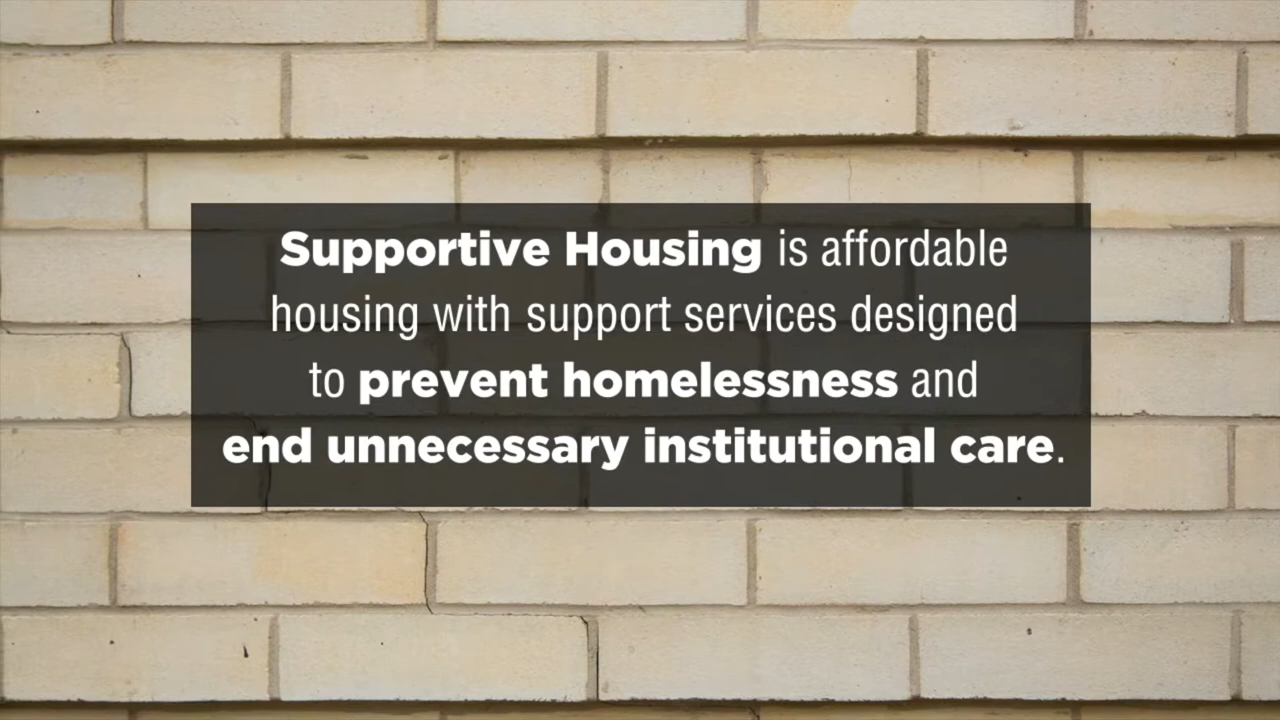 Supportive Housing is affordable
housing with support services designed
to prevent homelessness and
end unnecessary institutional care.